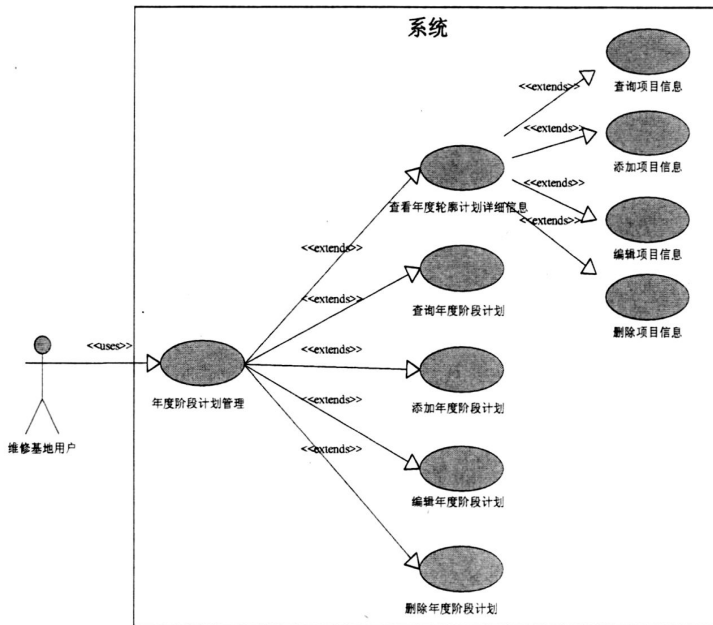 系统
查询项目信息
<<extends>>
<<extends>>
添加项目信息
<<extends>>
查看年度轮廓计划详细信息
<<extends>>
编辑项目信息
<<extends>>
<<extends>>
查询年度阶段计划
删除项目信息
<<uses>>
<<extends>>
年度阶段计划管理
添加年度阶段计划
<<extends>>
维修基地用户
<<extends>>
编辑年度阶段计划
删除年度阶段计划